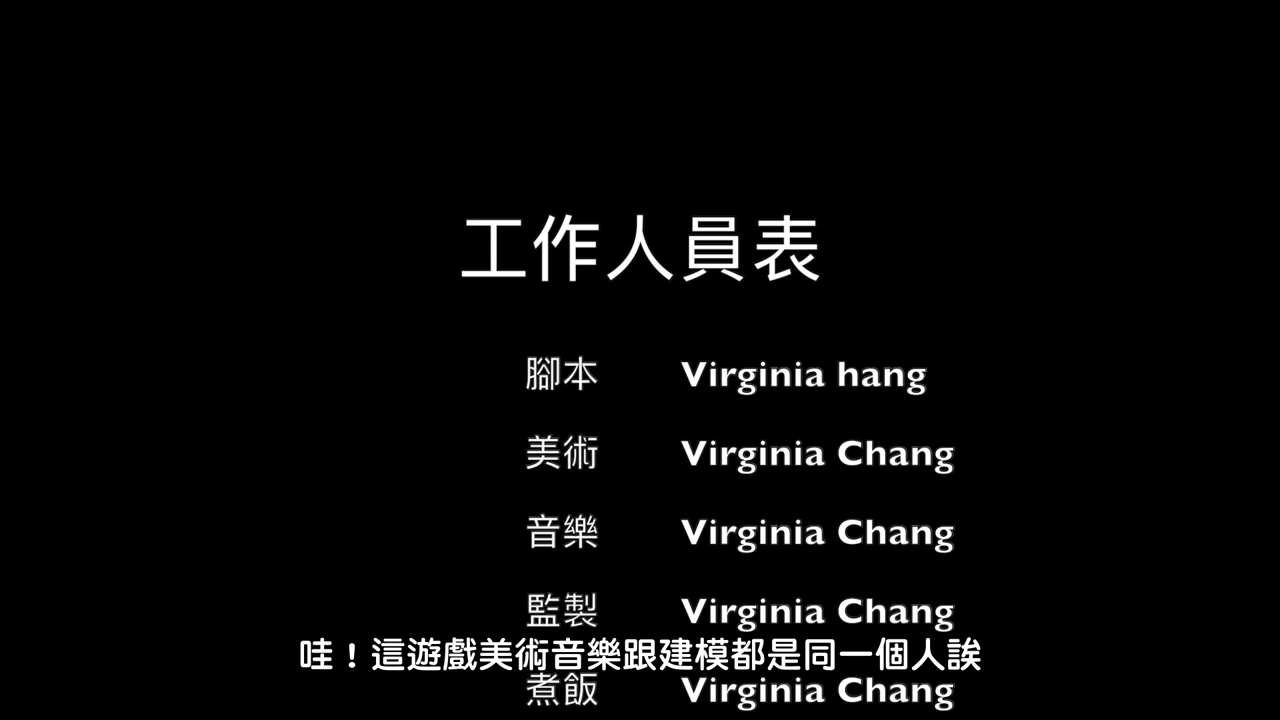 工作人員表
腳本 Virginia hang
美術 Virginia Chang
音樂 Virginia Chang
監製 Virginia Chang
哇！這遊戲美術音樂跟建模都是同一個人誒
煮飯 Virginia Chang